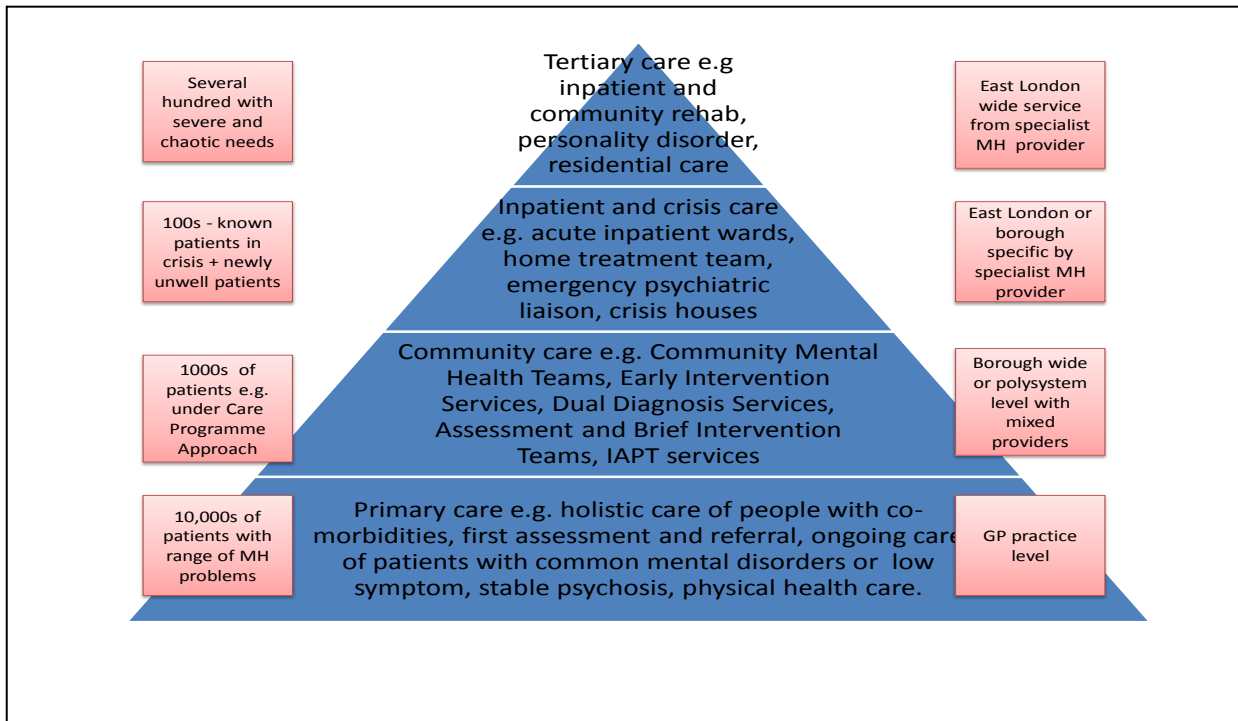 Several
hundred with
severe and
chaotic needs
Tertiary care e.g
inpatient and
community rehab,
personality disorder,
residential care
East London
wide service
from specialist
MH provider
100s - known
patients in
crisis + newly
unwell patients
Inpatient and crisis care
e.g. acute inpatient wards,
home treatment team,
emergency psychiatric
liaison, crisis houses
East London or
borough
specific by
specialist MH
provider
1000s of
patients e.g.
under Care
Programme
Approach
Community care e.g. Community Mental
Health Teams, Early Intervention
Services, Dual Diagnosis Services,
Assessment and Brief Intervention
Teams, IAPT services
Borough wide
or polysystem
level with
mixed
providers
10,000s of
patients with
range of MH
problems
Primary care e.g. holistic care of people with co-
morbidities, first assessment and referral, ongoing care
of patients with common mental disorders or low
symptom, stable psychosis, physical health care.
GP practice
level